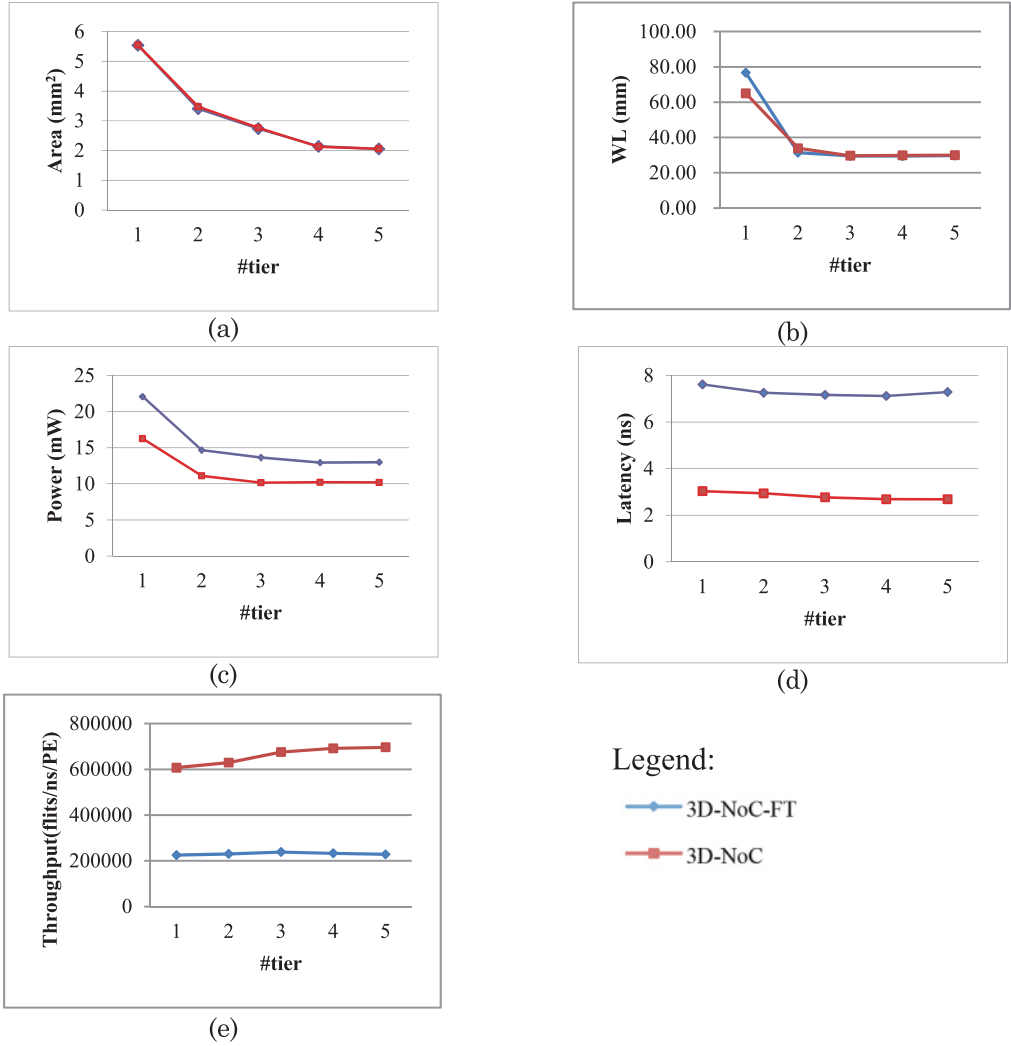 6
5
4
3
2
1
0
Area (mm²)
1 2 3 4 5
#tier
(a)
100.00
80.00
60.00
40.00
20.00
0.00
WL (mm)
1 2 3 4 5
#tier
(b)
25
20
15
10
5
0
Power (mW)
1 2 3 4 5
#tier
(c)
8
6
4
2
0
Latency (ns)
1 2 3 4 5
#tier
(d)
800000
600000
400000
200000
0
Throughput(flits/ns/PE)
1 2 3 4 5
#tier
(e)
Legend:
3D-NoC-FT
3D-NoC